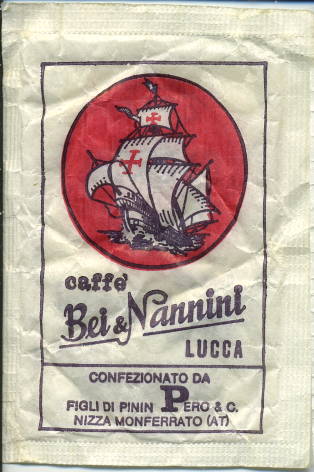 caffè
Bei & Nannini
LUCCA
CONFEZIONATO DA
FIGLI DI PININ PERO & C.
NIZZA MONFERRATO (AT)